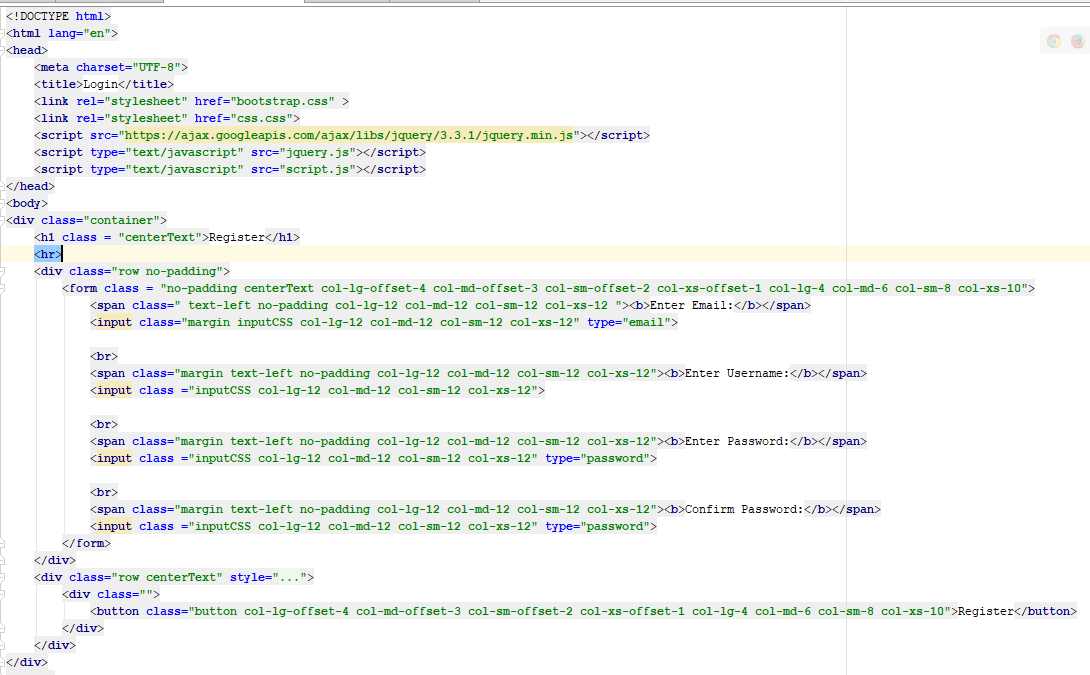 <!DOCTYPE html>
<html lang="en">
<head>
    <meta charset="UTF-8">
    <title>Login</title>
    <link rel="stylesheet" href="bootstrap.css" >
    <link rel="stylesheet" href="css.css">
    <script src="https://ajax.googleapis.com/ajax/libs/jquery/3.3.1/jquery.min.js"></script>
    <script type="text/javascript" src="jquery.js"></script>
    <script type="text/javascript" src="script.js"></script>
</head>
<body>
<div class="container">
    <h1 class = "centerText">Register</h1>
    <hr>
    <div class="row no-padding">
        <form class = "no-padding centerText col-lg-offset-4 col-md-offset-3 col-sm-offset-2 col-xs-offset-1 col-lg-4 col-md-6 col-sm-8 col-xs-10">
            <span class=" text-left no-padding col-lg-12 col-md-12 col-sm-12 col-xs-12 "><b>Enter Email:</b></span>
            <input class="margin inputCSS col-lg-12 col-md-12 col-sm-12 col-xs-12" type="email">

            <br>
            <span class="margin text-left no-padding col-lg-12 col-md-12 col-sm-12 col-xs-12"><b>Enter Username:</b></span>
            <input class ="inputCSS col-lg-12 col-md-12 col-sm-12 col-xs-12">

            <br>
            <span class="margin text-left no-padding col-lg-12 col-md-12 col-sm-12 col-xs-12"><b>Enter Password:</b></span>
            <input class ="inputCSS col-lg-12 col-md-12 col-sm-12 col-xs-12" type="password">

            <br>
            <span class="margin text-left no-padding col-lg-12 col-md-12 col-sm-12 col-xs-12"><b>Confirm Password:</b></span>
            <input class ="inputCSS col-lg-12 col-md-12 col-sm-12 col-xs-12" type="password">
        </form>
    </div>
    <div class="row centerText" style="...">
        <div class="">
            <button class="button col-lg-offset-4 col-md-offset-3 col-sm-offset-2 col-xs-offset-1 col-lg-4 col-md-6 col-sm-8 col-xs-10">Register</button>
        </div>
    </div>
</div>